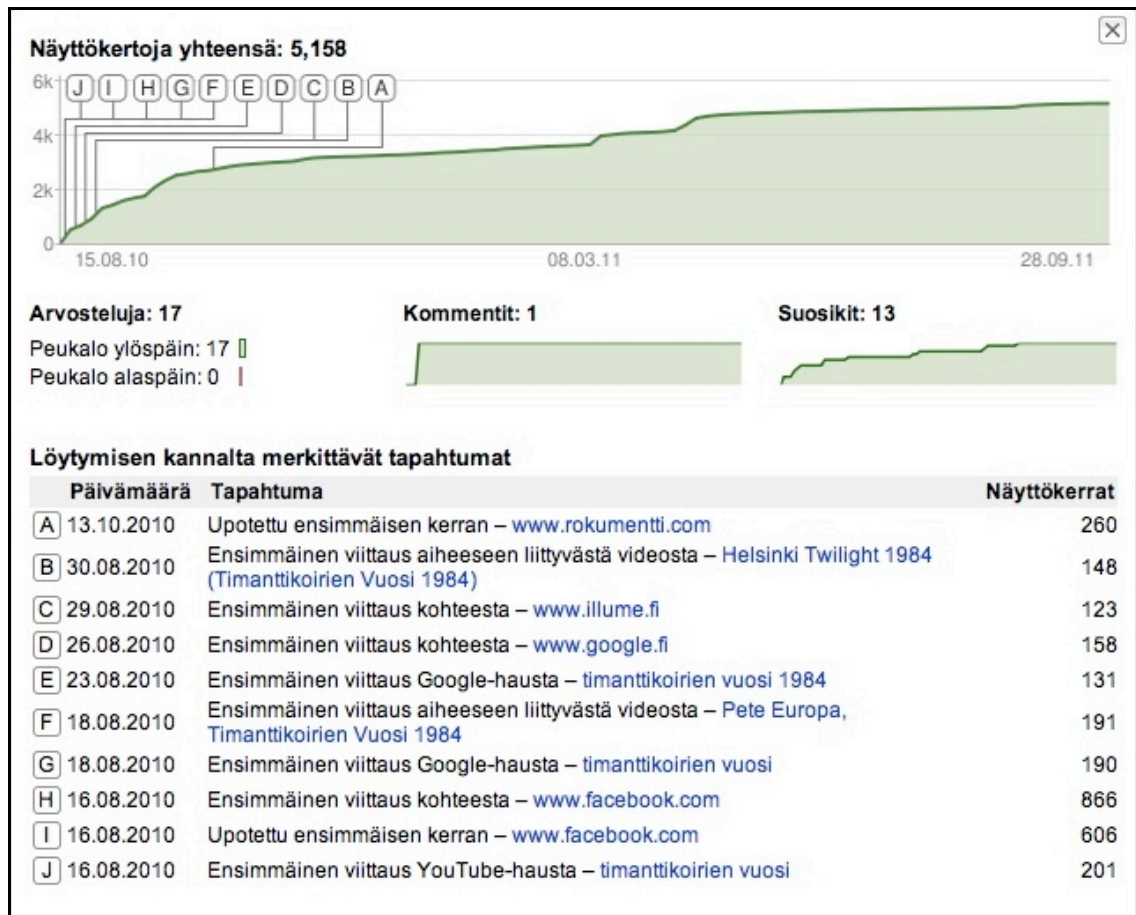 Näyttökertoja yhteensä: 5,158
6k
J I H G F E D C B A
4k
2k
0
15.08.10 08.03.11 28.09.11
Arvosteluja: 17
Peukalo ylöspäin: 17
Peukalo alaspäin: 0
Kommentit: 1
Suosikit: 13
Löytymisen kannalta merkittävät tapahtumat
Päivämäärä Tapahtuma Näyttökerrat
A 13.10.2010 Upotettu ensimmäisen kerran – www.rokumentti.com 260
B 30.08.2010 Ensimmäinen viittaus aiheeseen liittyvästä videosta – Helsinki Twilight 1984
(Timanttikoirien Vuosi 1984) 148
C 29.08.2010 Ensimmäinen viittaus kohteesta – www.illume.fi 123
D 26.08.2010 Ensimmäinen viittaus kohteesta – www.google.fi 158
E 23.08.2010 Ensimmäinen viittaus Google-hausta – timanttikoirien vuosi 1984 131
F 18.08.2010 Ensimmäinen viittaus aiheeseen liittyvästä videosta – Pete Europa,
Timanttikoirien Vuosi 1984 191
G 18.08.2010 Ensimmäinen viittaus Google-hausta – timanttikoirien vuosi 190
H 16.08.2010 Ensimmäinen viittaus kohteesta – www.facebook.com 866
I 16.08.2010 Upotettu ensimmäisen kerran – www.facebook.com 606
J 16.08.2010 Ensimmäinen viittaus YouTube-hausta – timanttikoirien vuosi 201